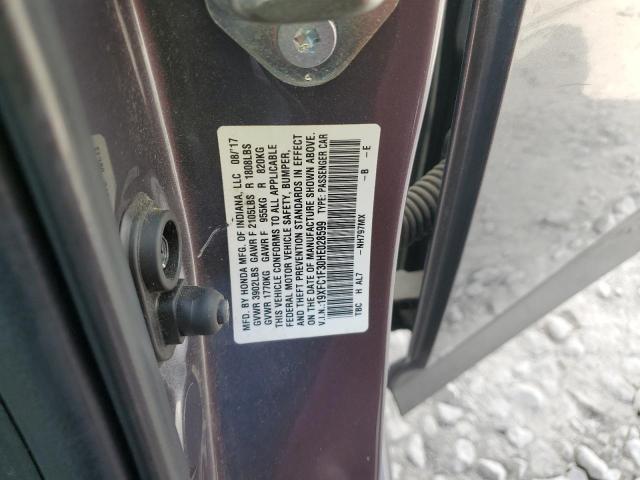 MFD. BY HONDA MFG. OF INDIANA, LLC 08/17
GVWR 3902LBS GAWR F 2105LBS R 1808LBS
GVWR 1770KG GAWR F 955KG R 820KG
THIS VEHICLE CONFORMS TO ALL APPLICABLE
FEDERAL MOTOR VEHICLE SAFETY, BUMPER,
AND THEFT PREVENTION STANDARDS IN EFFECT
ON THE DATE OF MANUFACTURE SHOWN ABOVE.
V.I.N.:19XFC1F30HE028599 TYPE: PASSENGER CAR
TBC H AL7 —NH797MX —B —E